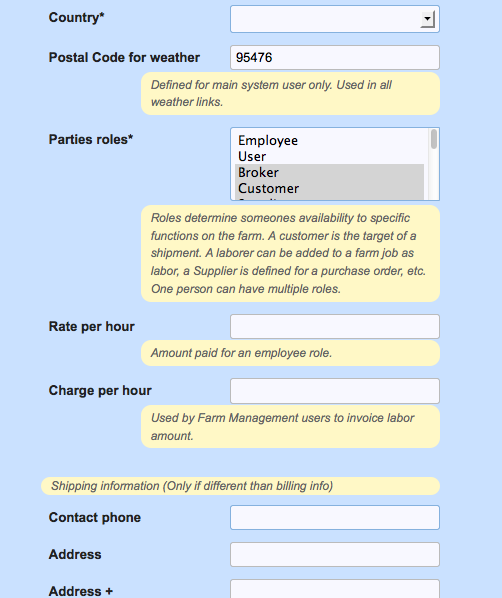 Country*
Postal Code for weather 95476
Defined for main system user only. Used in all
weather links.
Parties roles*
Employee
User
Broker
Customer
Roles determine someones availability to specific
functions on the farm. A customer is the target of a
shipment. A laborer can be added to a farm job as
labor, a Supplier is defined for a purchase order, etc.
One person can have multiple roles.
Rate per hour
Amount paid for an employee role.
Charge per hour
Used by Farm Management users to invoice labor
amount.
Shipping information (Only if different than billing info)
Contact phone
Address
Address +